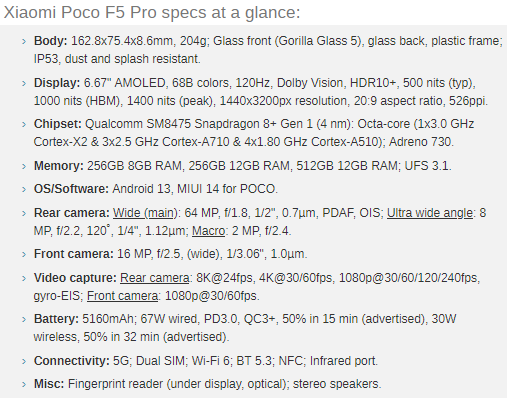 Xiaomi Poco F5 Pro specs at a glance:
Body: 162.8x75.4x8.6mm, 204g; Glass front (Gorilla Glass 5), glass back, plastic frame;
IP53, dust and splash resistant.
Display: 6.67" AMOLED, 68B colors, 120Hz, Dolby Vision, HDR10+, 500 nits (typ),
1000 nits (HBM), 1400 nits (peak), 1440x3200px resolution, 20:9 aspect ratio, 526ppi.
Chipset: Qualcomm SM8475 Snapdragon 8+ Gen 1 (4 nm): Octa-core (1x3.0 GHz
Cortex-X2 & 3x2.5 GHz Cortex-A710 & 4x1.80 GHz Cortex-A510); Adreno 730.
Memory: 256GB 8GB RAM, 256GB 12GB RAM, 512GB 12GB RAM; UFS 3.1.
OS/Software: Android 13, MIUI 14 for POCO.
Rear camera: Wide (main): 64 MP, f/1.8, 1/2", 0.7µm, PDAF, OIS; Ultra wide angle: 8
MP, f/2.2, 120˚, 1/4", 1.12µm; Macro: 2 MP, f/2.4.
Front camera: 16 MP, f/2.5, (wide), 1/3.06", 1.0µm.
Video capture: Rear camera: 8K@24fps, 4K@30/60fps, 1080p@30/60/120/240fps,
gyro-EIS; Front camera: 1080p@30/60fps.
Battery: 5160mAh; 67W wired, PD3.0, QC3+, 50% in 15 min (advertised), 30W
wireless, 50% in 32 min (advertised).
Connectivity: 5G; Dual SIM; Wi-Fi 6; BT 5.3; NFC; Infrared port.
Misc: Fingerprint reader (under display, optical); stereo speakers.